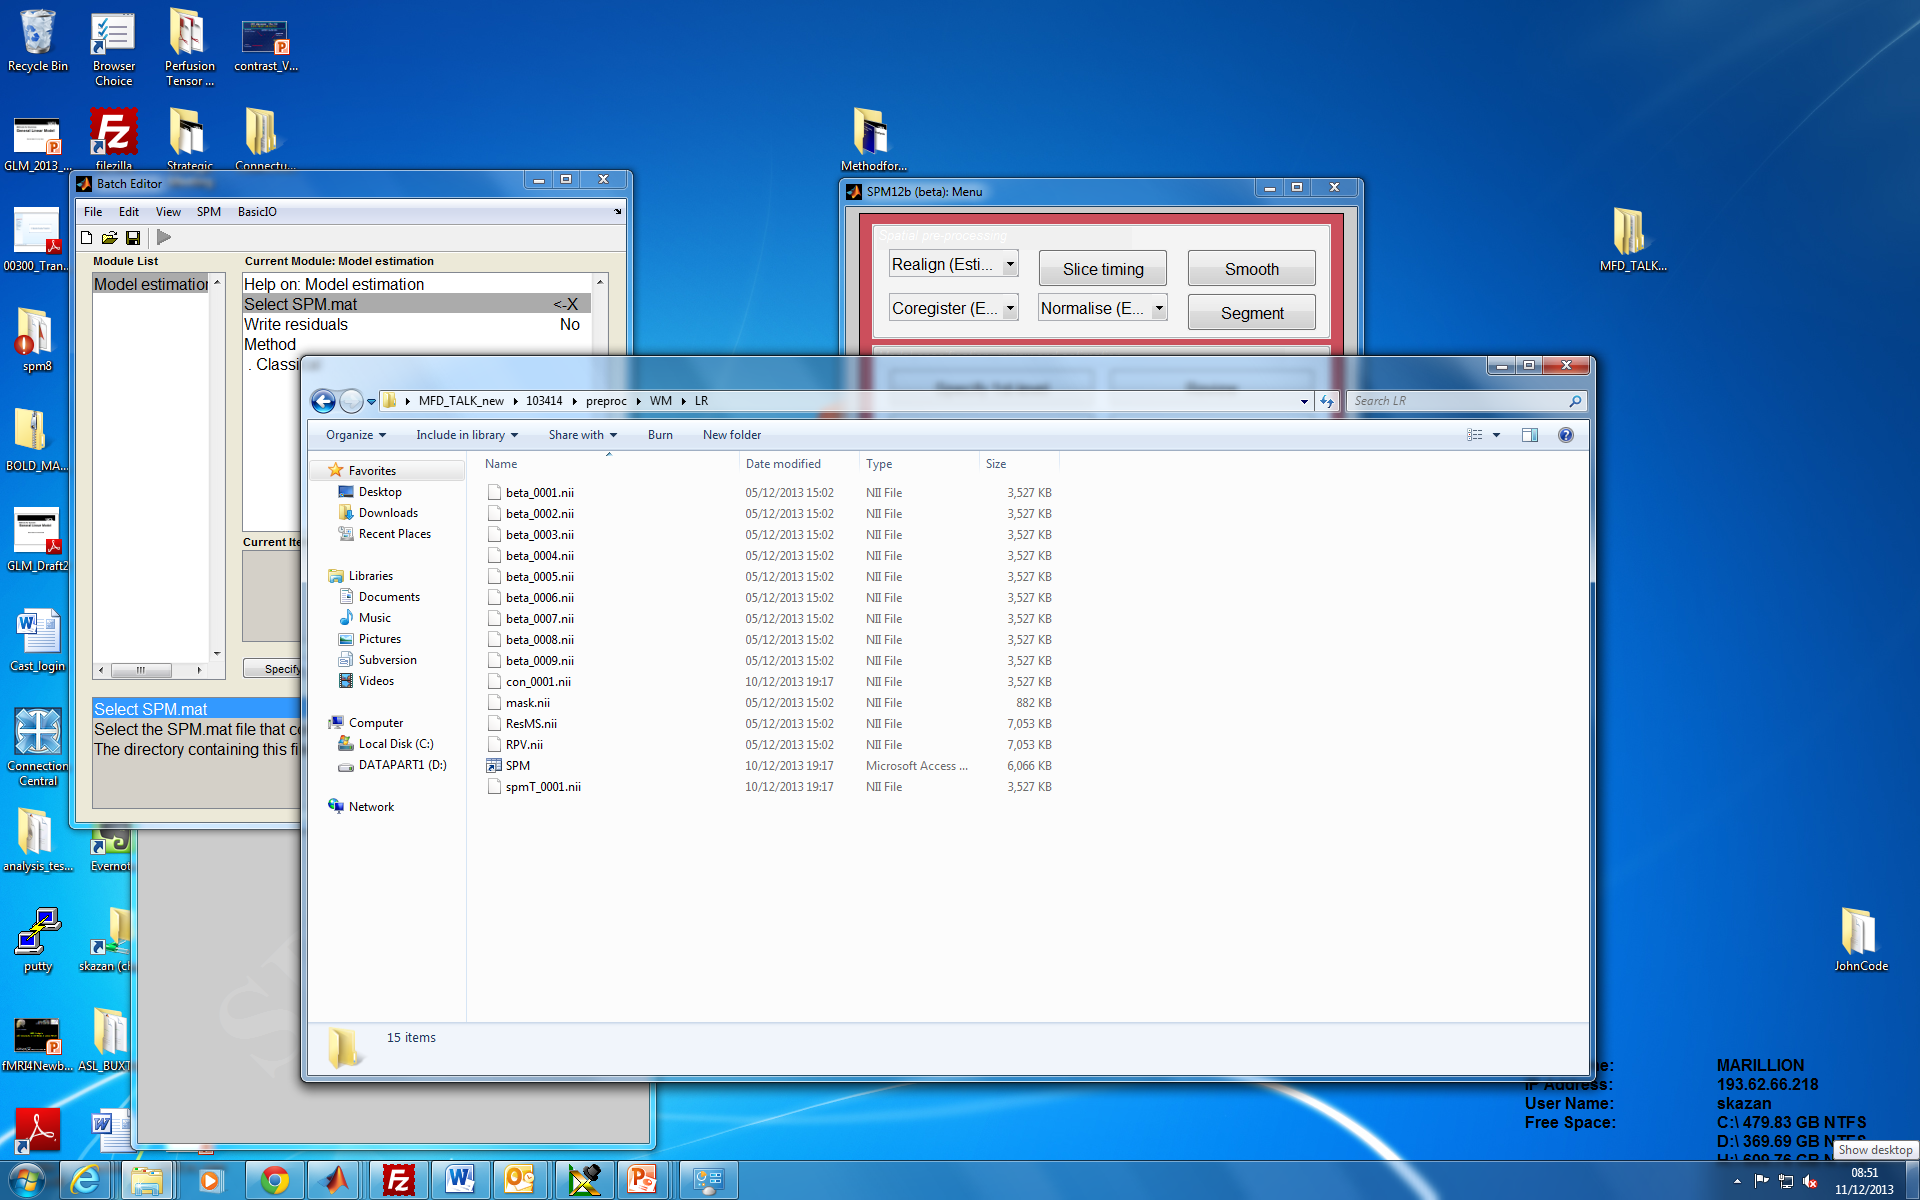 Recycle Bin
Browser Choice
Perfusion Tensor ...
contrast_V...
GLM_2013_...
filezilla
Strategic
Connectu...
Methodfor...
MFD_TALK...
00300_Tran...
spm8
BOLD_MA...
GLM_Draft2
Cast_login
Connection Central
analysis_tes...
Evernot
putty
skazan (cl
fMRI4Newb...
ASL_BUXT
JohnCode
Batch Editor
File Edit View SPM BasicIO
Module List
Current Module: Model estimation
Model estimation
Help on: Model estimation
Select SPM.mat <-X
Write residuals No
Method
. Classi
Current Ite
Specify
Select SPM.mat
Select the SPM.mat file that co
The directory containing this fi
SPM12b (beta): Menu
Spatial pre-processing
Realign (Esti... Slice timing Smooth
Coregister (E... Normalise (E... Segment
MFD_TALK_new 103414 preproc WM LR
Search LR
Organize Include in library Share with Burn New folder
Favorites
Desktop
Downloads
Recent Places
Libraries
Documents
Music
Pictures
Subversion
Videos
Computer
Local Disk (C:)
DATAPART1 (D:)
Network
Name Date modified Type Size
beta_0001.nii 05/12/2013 15:02 NII File 3,527 KB
beta_0002.nii 05/12/2013 15:02 NII File 3,527 KB
beta_0003.nii 05/12/2013 15:02 NII File 3,527 KB
beta_0004.nii 05/12/2013 15:02 NII File 3,527 KB
beta_0005.nii 05/12/2013 15:02 NII File 3,527 KB
beta_0006.nii 05/12/2013 15:02 NII File 3,527 KB
beta_0007.nii 05/12/2013 15:02 NII File 3,527 KB
beta_0008.nii 05/12/2013 15:02 NII File 3,527 KB
beta_0009.nii 05/12/2013 15:02 NII File 3,527 KB
con_0001.nii 10/12/2013 19:17 NII File 3,527 KB
mask.nii 05/12/2013 15:02 NII File 882 KB
ResMS.nii 05/12/2013 15:02 NII File 7,053 KB
RPV.nii 05/12/2013 15:02 NII File 7,053 KB
SPM 10/12/2013 19:17 Microsoft Access ... 6,066 KB
spmT_0001.nii 10/12/2013 19:17 NII File 3,527 KB
15 items
ne: MARILLION
IP Address: 193.62.66.218
User Name: skazan
Free Space: C:\ 479.83 GB NTFS
D:\ 369.69 GB NTFS
Show desktop
08:51
11/12/2013